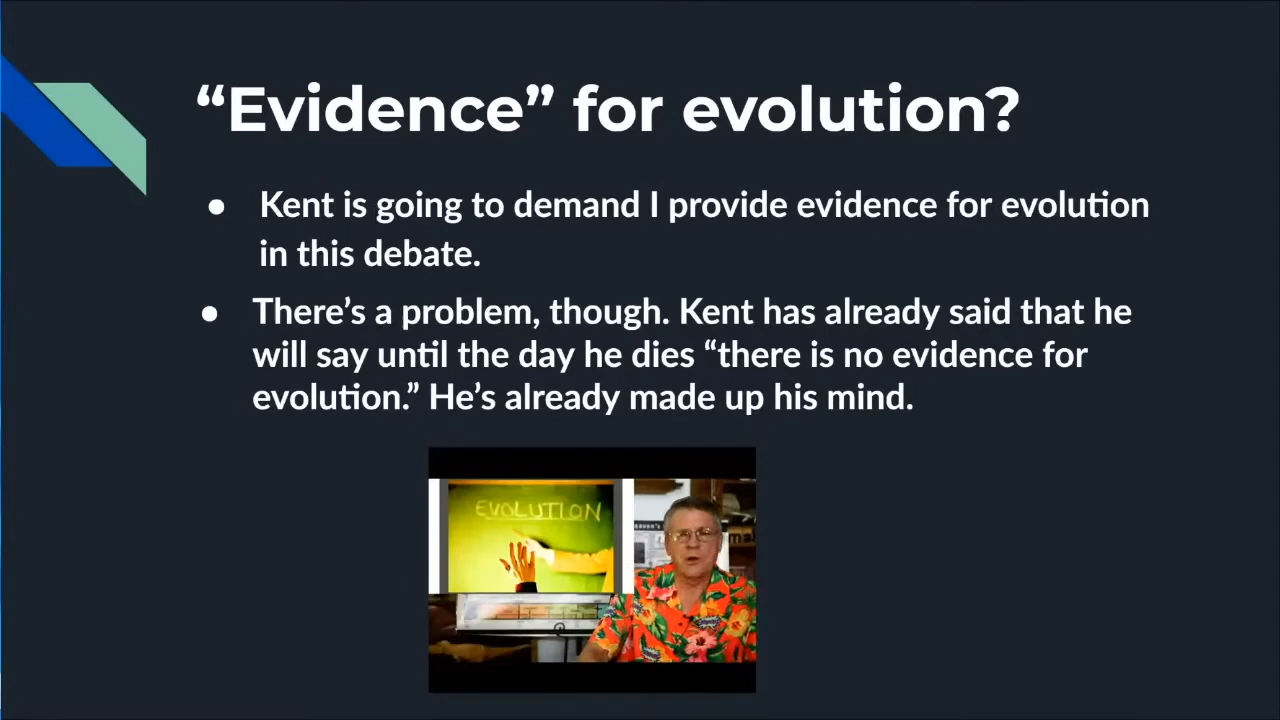 “Evidence” for evolution?
● Kent is going to demand I provide evidence for evolution
in this debate.
● There’s a problem, though. Kent has already said that he
will say until the day he dies “there is no evidence for
evolution.” He’s already made up his mind.
EVOLUTION